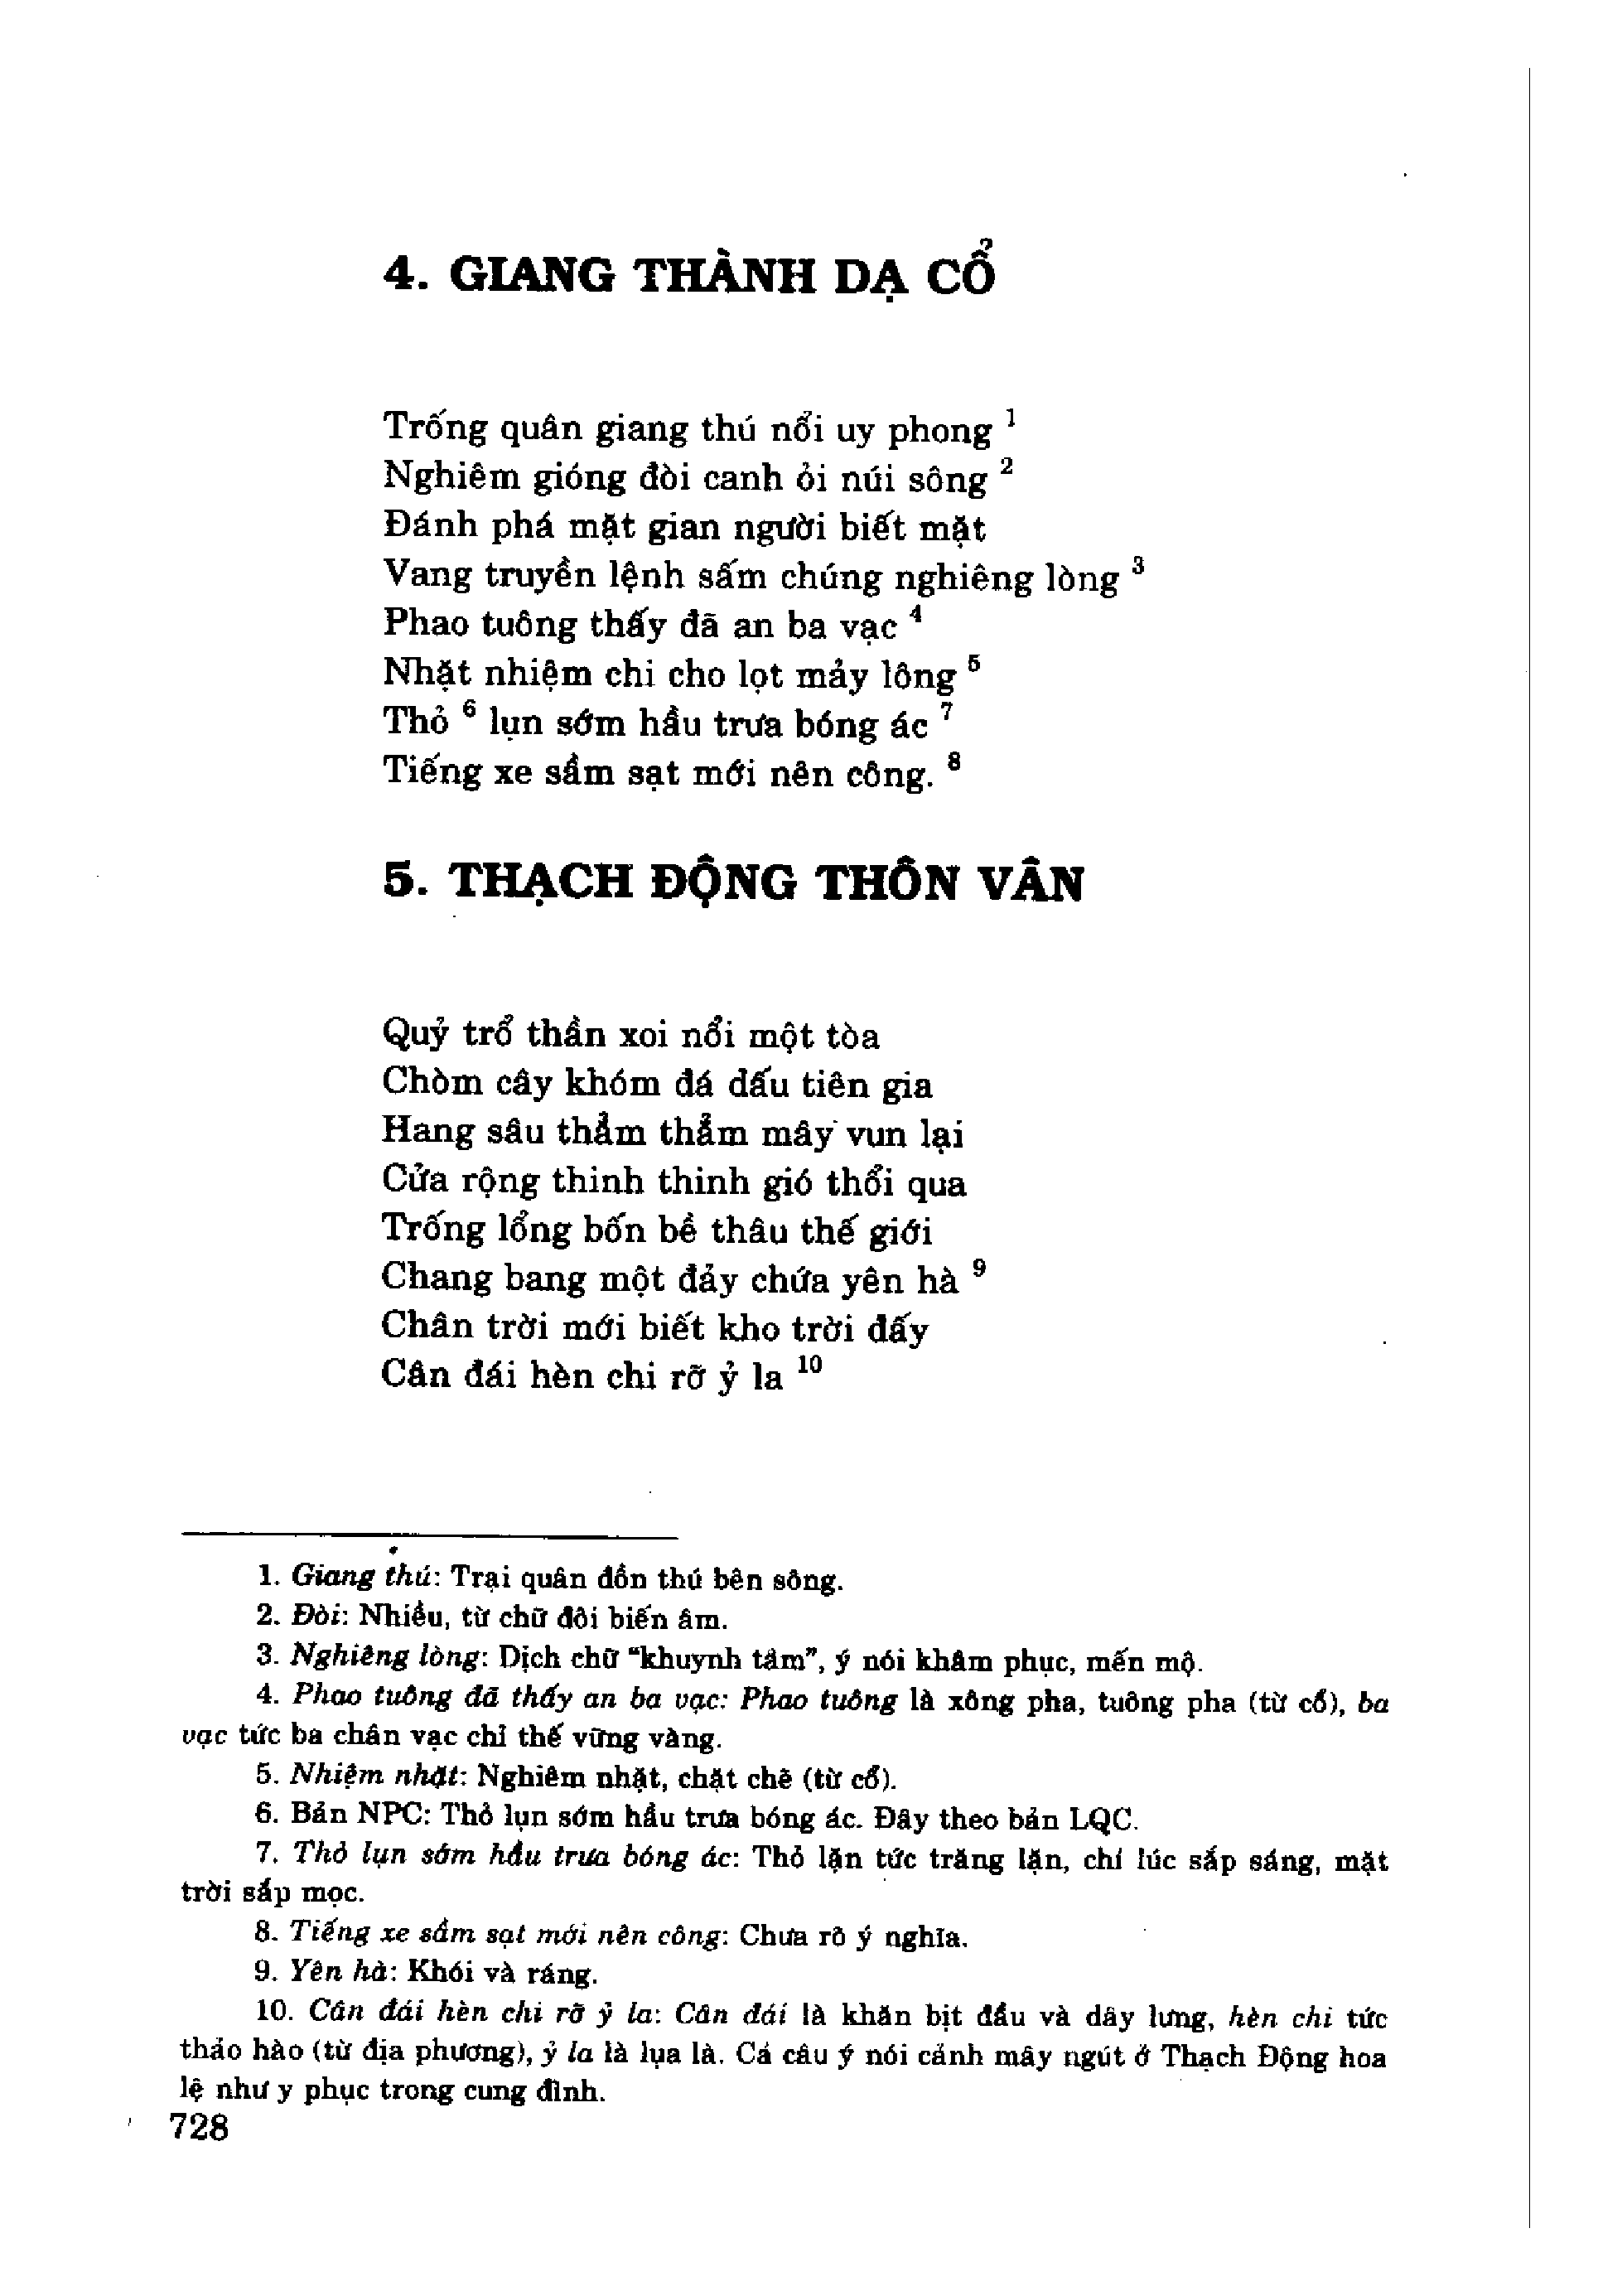 4. GIANG THÀNH DẠ CỔ
Trống quân giang thú nổi uy phong ¹
Nghiêm gióng đòi canh ỏi núi sông ²
Đánh phá mặt gian người biết mặt
Vang truyền lệnh sấm chúng nghiêng lòng ³
Phao tuông thấy đã an ba vạc ⁴
Nhặt nhiệm chi cho lọt mảy lông ⁵
Thỏ ⁶ lụn sớm hầu trưa bóng ác ⁷
Tiếng xe sầm sạt mới nên công. ⁸
5. THẠCH ĐỘNG THÔN VÂN
Quỷ trổ thần xoi nổi một tòa
Chòm cây khóm đá dấu tiên gia
Hang sâu thẳm thẳm mây vun lại
Cửa rộng thinh thinh gió thổi qua
Trống lổng bốn bề thâu thế giới
Chang bang một đảy chứa yên hà ⁹
Chân trời mới biết kho trời đấy
Cân đái hèn chi rỡ ỷ la ¹⁰
1. Giang thú: Trại quân đồn thú bên sông.
2. Đòi: Nhiều, từ chữ đôi biến âm.
3. Nghiêng lòng: Dịch chữ "khuynh tâm", ý nói khâm phục, mến mộ.
4. Phao tuông đã thấy an ba vạc: Phao tuông là xông pha, tuông pha (từ cổ), ba
vạc tức ba chân vạc chỉ thế vững vàng.
5. Nhiệm nhặt: Nghiêm nhặt, chặt chẽ (từ cổ).
6. Bản NPC: Thỏ lụn sớm hầu trưa bóng ác. Đây theo bản LQC.
7. Thỏ lụn sớm hầu trưa bóng ác: Thỏ lặn tức trăng lặn, chỉ lúc sắp sáng, mặt
trời sắp mọc.
8. Tiếng xe sầm sạt mới nên công: Chưa rõ ý nghĩa.
9. Yên hà: Khói và ráng.
10. Cân đái hèn chi rỡ ỷ la: Cân đái là khăn bịt đầu và dây lưng, hèn chi tức
thảo hào (từ địa phương), ỷ la là lụa là. Cả câu ý nói cảnh mây ngút ở Thạch Động hoa
lệ như y phục trong cung đình.
728